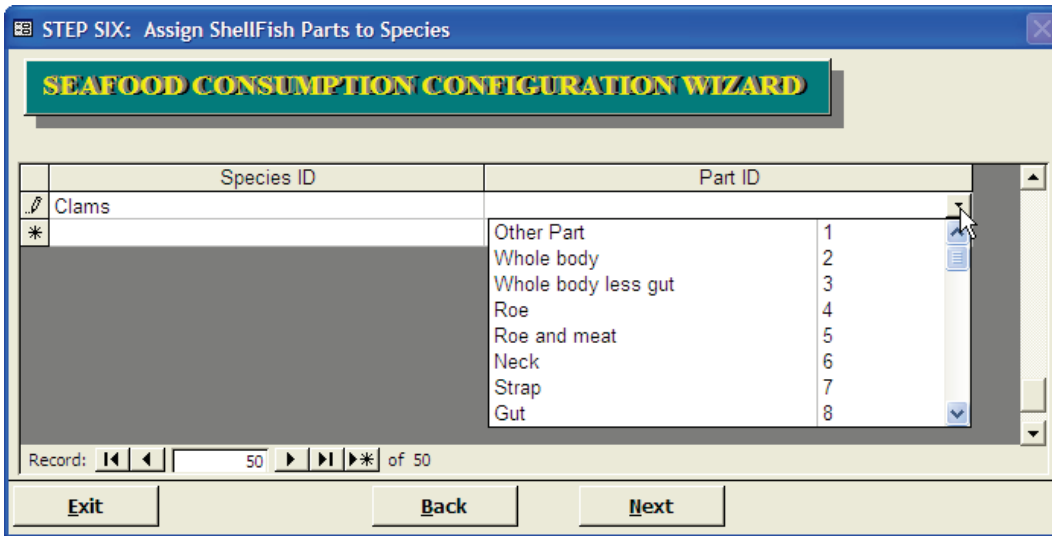 STEP SIX: Assign ShellFish Parts to Species
SEAFOOD CONSUMPTION CONFIGURATION WIZARD
Species ID Part ID
Clams
Other Part 1
Whole body 2
Whole body less gut 3
Roe 4
Roe and meat 5
Neck 6
Strap 7
Gut 8
Record: 50 of 50
Exit Back Next